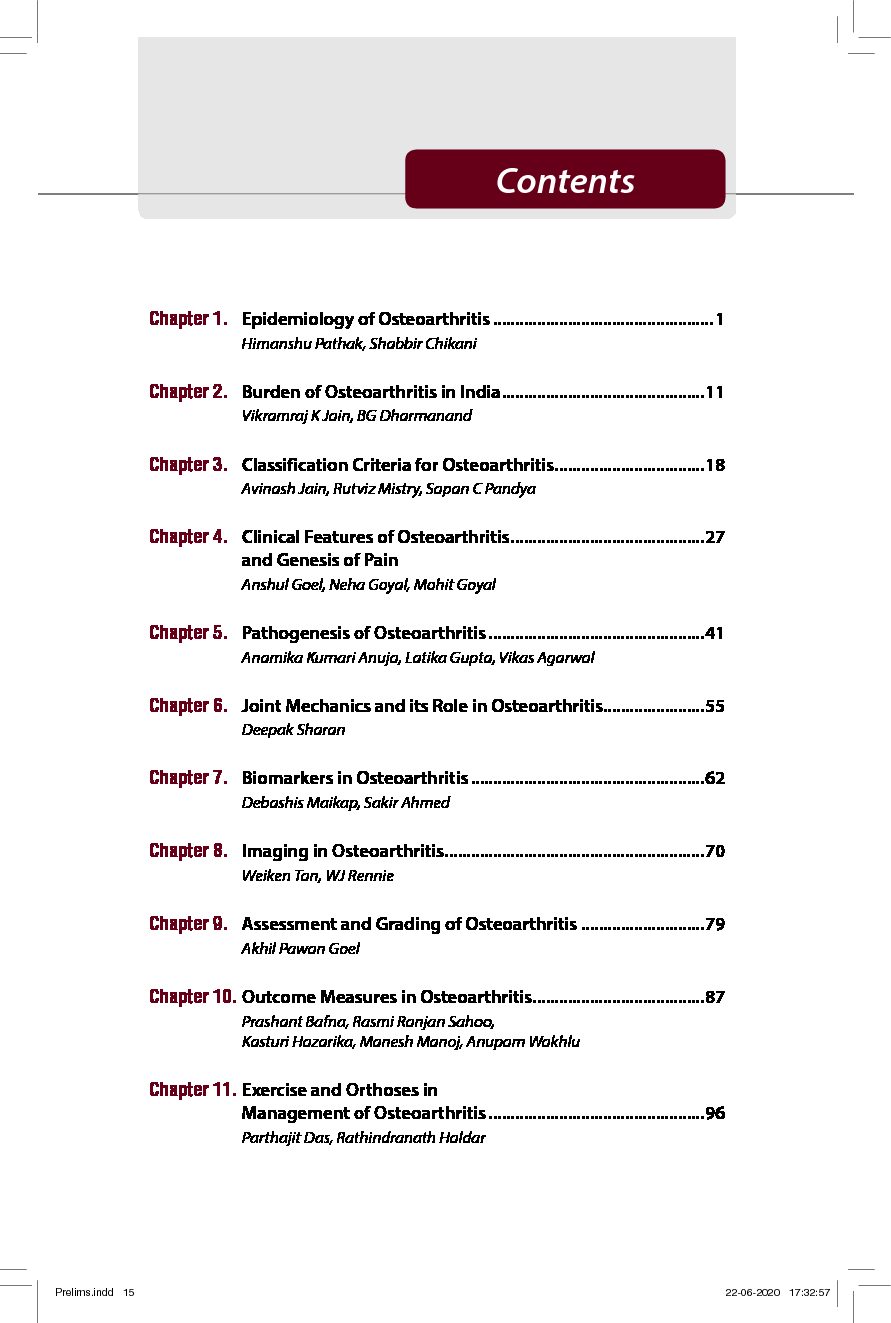 Contents
Chapter 1. Epidemiology of Osteoarthritis ..................................................1
Himanshu Pathak, Shabbir Chikani
Chapter 2. Burden of Osteoarthritis in India..............................................11
Vikramraj K Jain, BG Dharmanand
Chapter 3. Classification Criteria for Osteoarthritis..................................18
Avinash Jain, Rutviz Mistry, Sapan C Pandya
Chapter 4. Clinical Features of Osteoarthritis............................................27
and Genesis of Pain
Anshul Goel, Neha Goyal, Mohit Goyal
Chapter 5. Pathogenesis of Osteoarthritis .................................................41
Anamika Kumari Anuja, Latika Gupta, Vikas Agarwal
Chapter 6. Joint Mechanics and its Role in Osteoarthritis.......................55
Deepak Sharan
Chapter 7. Biomarkers in Osteoarthritis .....................................................62
Debashis Maikap, Sakir Ahmed
Chapter 8. Imaging in Osteoarthritis...........................................................70
Weiken Tan, WJ Rennie
Chapter 9. Assessment and Grading of Osteoarthritis ............................79
Akhil Pawan Goel
Chapter 10. Outcome Measures in Osteoarthritis.......................................87
Prashant Bafna, Rasmi Ranjan Sahoo,
Kasturi Hazarika, Manesh Manoj, Anupam Wakhlu
Chapter 11. Exercise and Orthoses in
Management of Osteoarthritis .................................................96
Parthajit Das, Rathindranath Haldar
Prelims.indd 15 22-06-2020 17:32:57